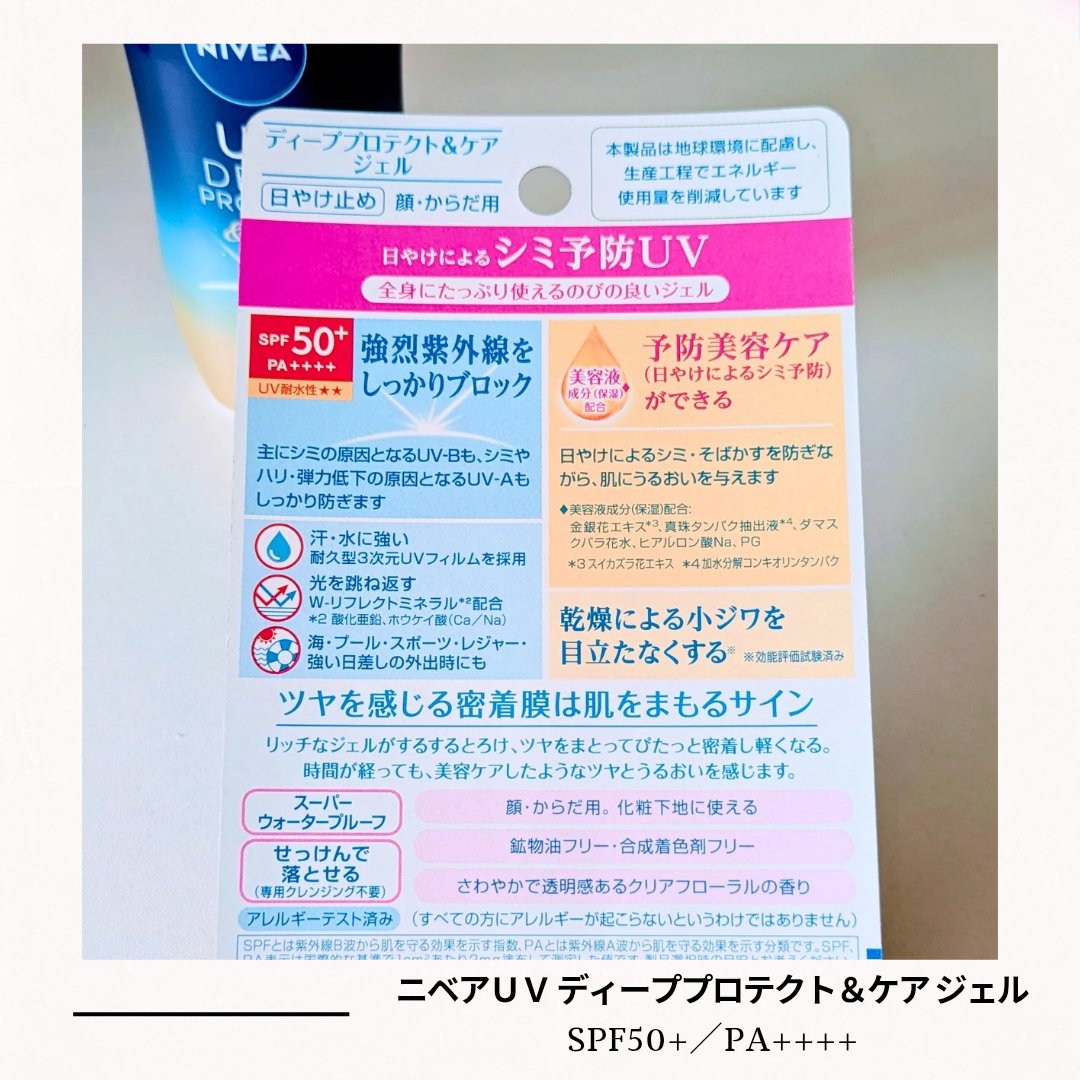 NIVEA
ディーププロテクト&ケア
ジェル
日やけ止め 顔・からだ用
本製品は地球環境に配慮し、
生産工程でエネルギー
使用量を削減しています
日やけによるシミ予防UV
全身にたっぷり使えるのびの良いジェル
SPF50+
PA++++
UV耐水性★★
強烈紫外線を
しっかりブロック
主にシミの原因となるUV-Bも、シミや
ハリ・弾力低下の原因となるUV-Aも
しっかり防ぎます
汗・水に強い
耐久型3次元UVフィルムを採用
光を跳ね返す
W-リフレクトミネラル*²配合
*2 酸化亜鉛、ホウケイ酸(Ca/Na)
海・プール・スポーツ・レジャー・
強い日差しの外出時にも
美容液
成分(保湿)
配合
予防美容ケア
(日やけによるシミ予防)
ができる
日やけによるシミ・そばかすを防ぎな
がら、肌にうるおいを与えます
◆美容液成分(保湿)配合:
金銀花エキス*³、真珠タンパク抽出液*⁴、ダマス
クバラ花水、ヒアルロン酸Na、PG
*3 スイカズラ花エキス *4 加水分解コンキオリンタンパク
乾燥による小ジワを
目立たなくする※ ※効能評価試験済み
ツヤを感じる密着膜は肌をまもるサイン
リッチなジェルがするするとろけ、ツヤをまとってぴたっと密着し軽くなる。
時間が経っても、美容ケアしたようなツヤとうるおいを感じます。
スーパー
ウォータープルーフ
せっけんで
落とせる
(専用クレンジング不要)
顔・からだ用。化粧下地に使える
鉱物油フリー・合成着色剤フリー
さわやかで透明感あるクリアフローラルの香り
アレルギーテスト済み (すべての方にアレルギーが起こらないというわけではありません)
SPFとは紫外線B波から肌を守る効果を示す指数、PAとは紫外線A波から肌を守る効果を示す分類です。SPF、
ニベアUV ディーププロテクト&ケア ジェル
SPF50+／PA++++